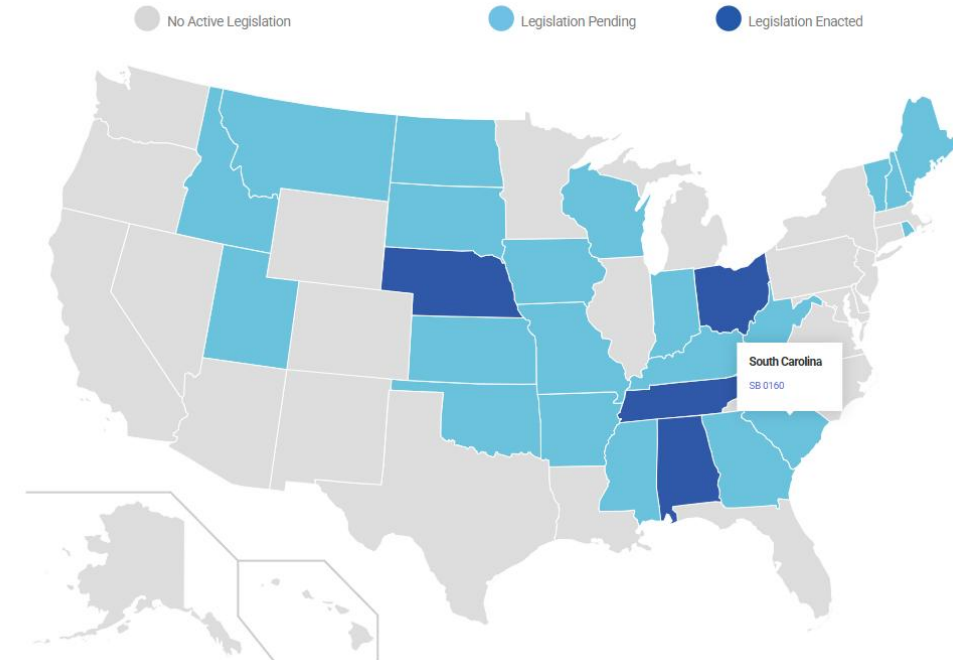 No Active Legislation
Legislation Pending
Legislation Enacted
South Carolina
SB 0160